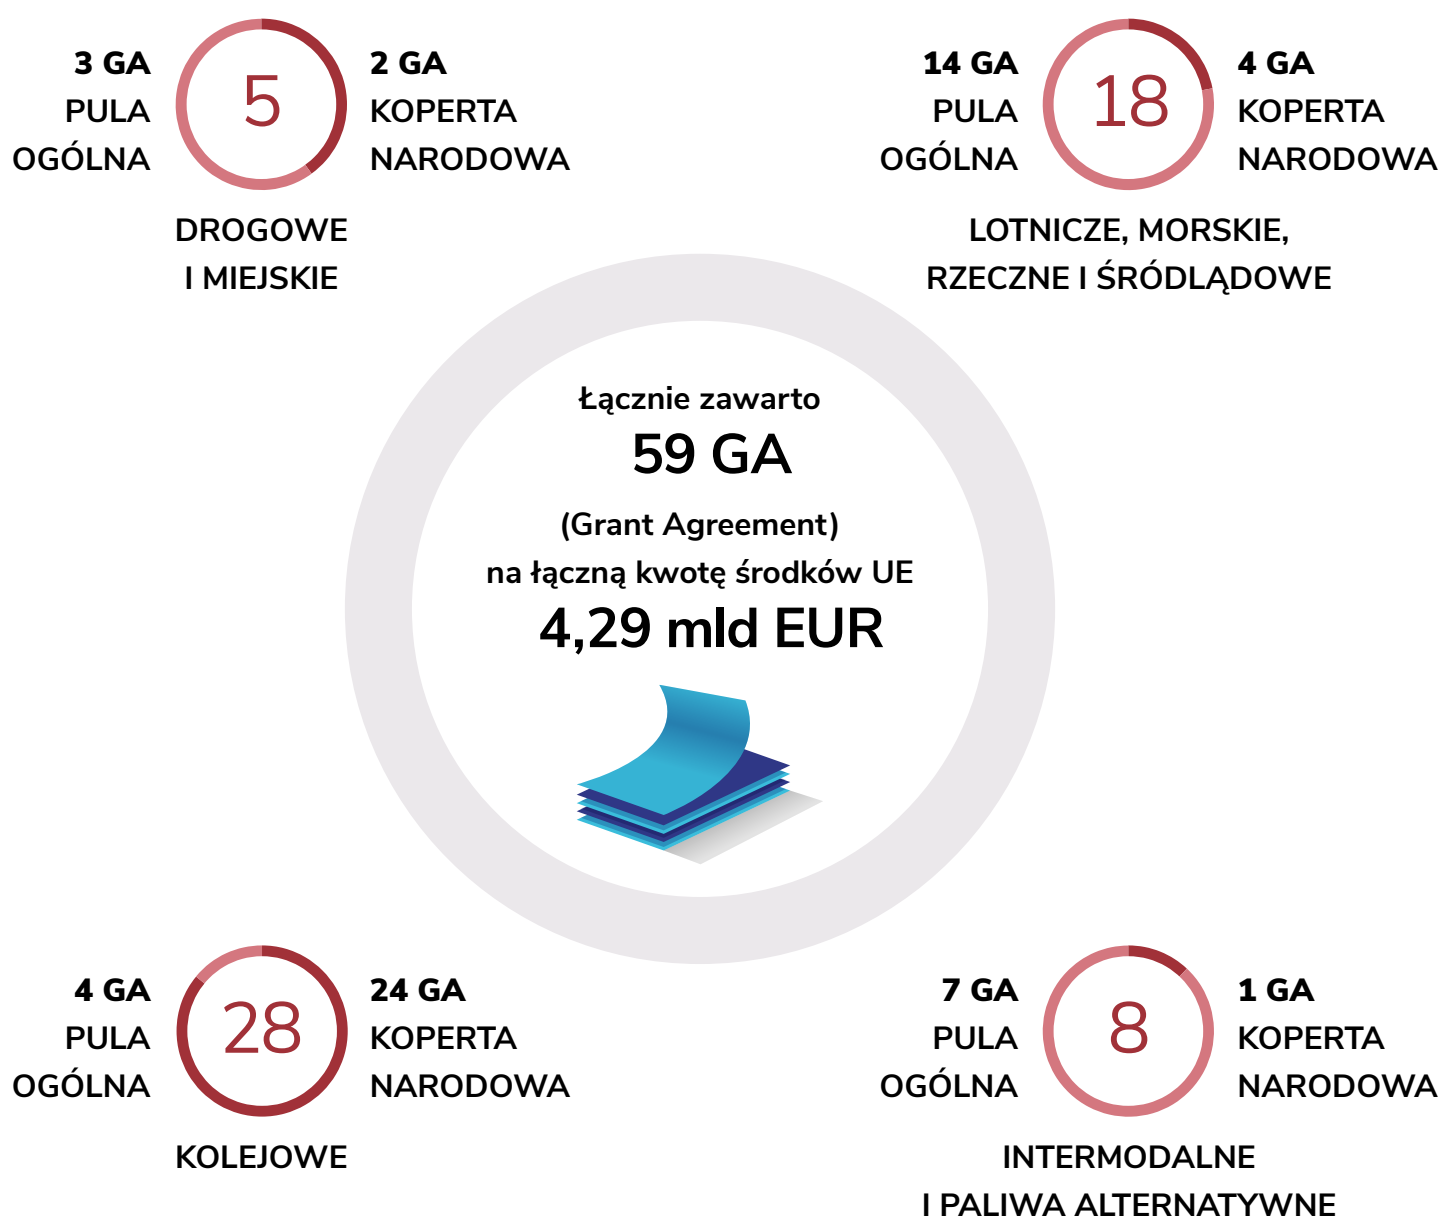 3 GA
PULA
OGÓLNA
5
2 GA
KOPERTA
NARODOWA
DROGOWE
I MIEJSKIE
14 GA
PULA
OGÓLNA
18
4 GA
KOPERTA
NARODOWA
LOTNICZE, MORSKIE,
RZECZNE I ŚRÓDLĄDOWE
Łącznie zawarto
59 GA
(Grant Agreement)
na łączną kwotę środków UE
4,29 mld EUR
4 GA
PULA
OGÓLNA
28
24 GA
KOPERTA
NARODOWA
KOLEJOWE
7 GA
PULA
OGÓLNA
8
1 GA
KOPERTA
NARODOWA
INTERMODALNE
I PALIWA ALTERNATYWNE